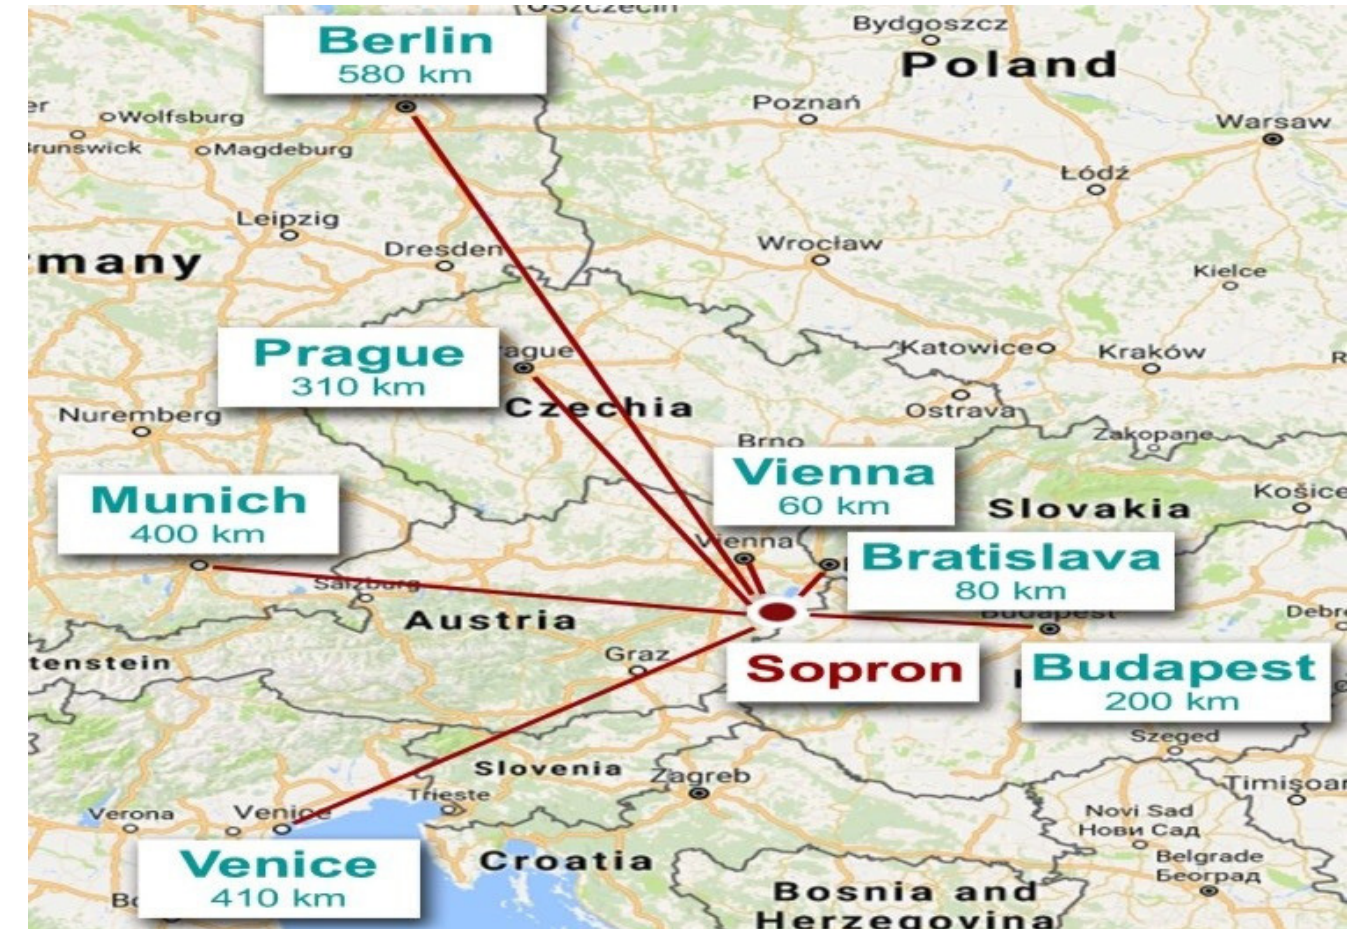 Berlin
580 km
Bydgoszcz
Poland
Poznań
Warsaw
Wolfsburg
Magdeburg
Łódź
Leipzig
Dresden
Wrocław
Kielce
Prague
310 km
Katowice
Kraków
Ostrava
Czechia
Nuremberg
Brno
Zakopane
Vienna
60 km
Slovakia
Košice
Munich
400 km
Vienna
Bratislava
80 km
Salzburg
Austria
Budapest
Graz
Sopron
Budapest
200 km
Szeged
Slovenia
Zagreb
Trieste
Verona
Venice
Novi Sad
Нови Сад
Venice
410 km
Croatia
Belgrade
Београд
Bosnia and
Herzegovina